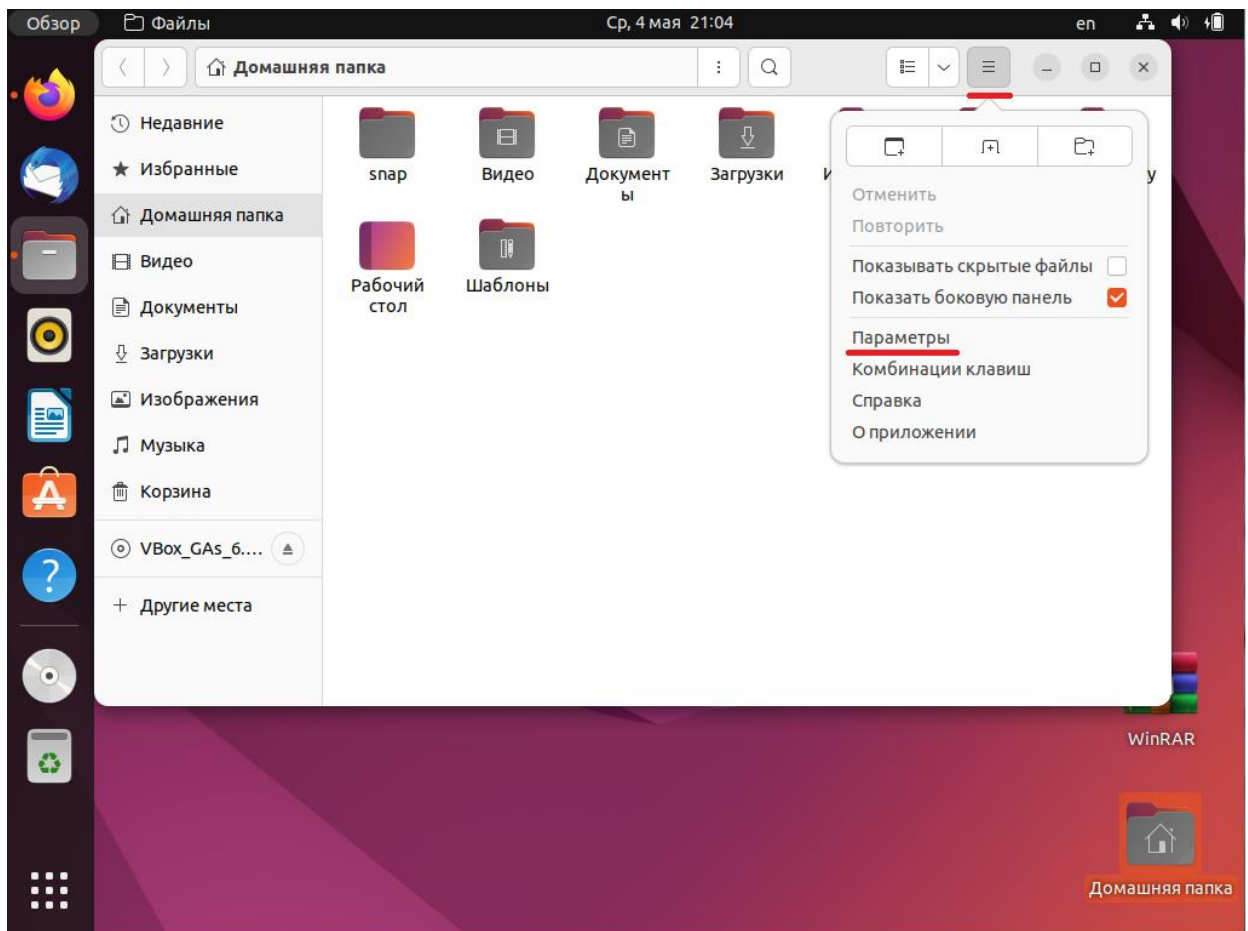 Обзор
Файлы
Ср, 4 мая 21:04
en
Домашняя папка
Недавние
Избранные
Домашняя папка
Видео
Документы
Загрузки
Изображения
Музыка
Корзина
VBox_GAs_6....
Другие места
snap
Видео
Документ
ы
Загрузки
Рабочий
стол
Шаблоны
Отменить
Повторить
Показывать скрытые файлы
Показать боковую панель
Параметры
Комбинации клавиш
Справка
О приложении
WinRAR
Домашняя папка